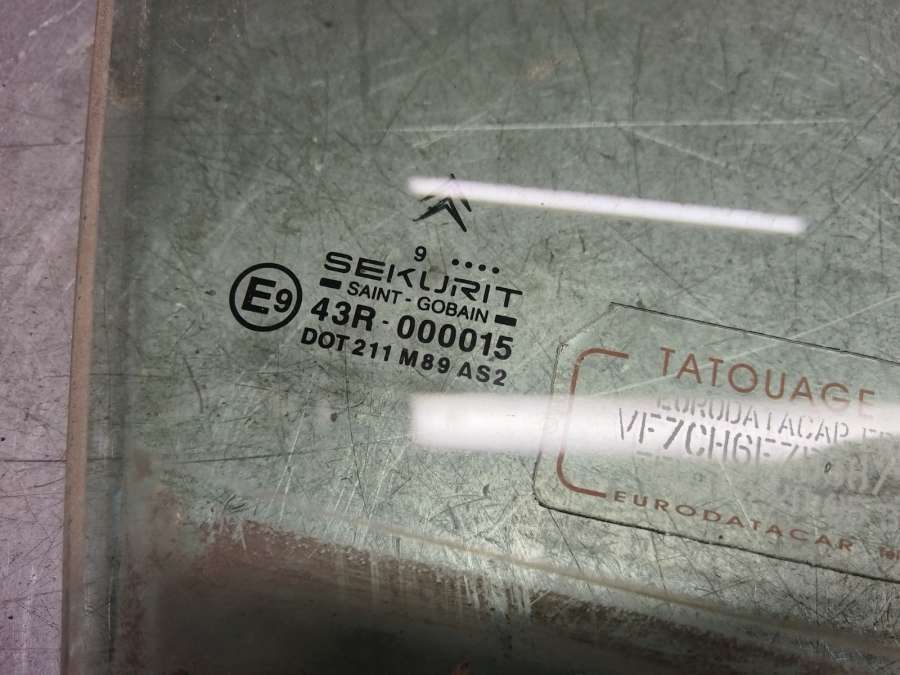 9 ....
SEKURIT
SAINT-GOBAIN
E9
43R-000015
DOT 211 M89 AS2
TATOUAGE
EURODATACAR